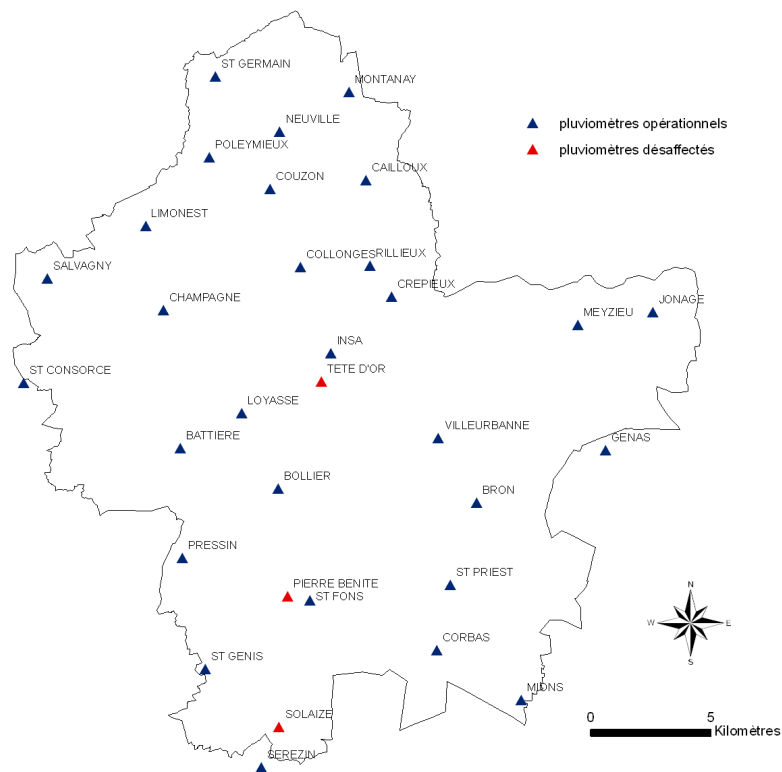 ST GERMAIN
MONTANAY
NEUVILLE
pluviomètres opérationnels
POLEYMIEUX
pluviomètres désaffectés
CAILLOUX
COUZON
LIMONEST
COLLONGES
RILLIEUX
SALVAGNY
CREPIEUX
CHAMPAGNE
MEYZIEU
JONAGE
INSA
TETE D'OR
ST CONSORCE
LOYASSE
VILLEURBANNE
BATTIERE
GENAS
BOLLIER
BRON
PRESSIN
ST PRIEST
PIERRE BENITE
ST FONS
N
W
E
S
CORBAS
ST GENIS
MIONS
SOLAIZE
0
5
Kilomètres
SEREZIN